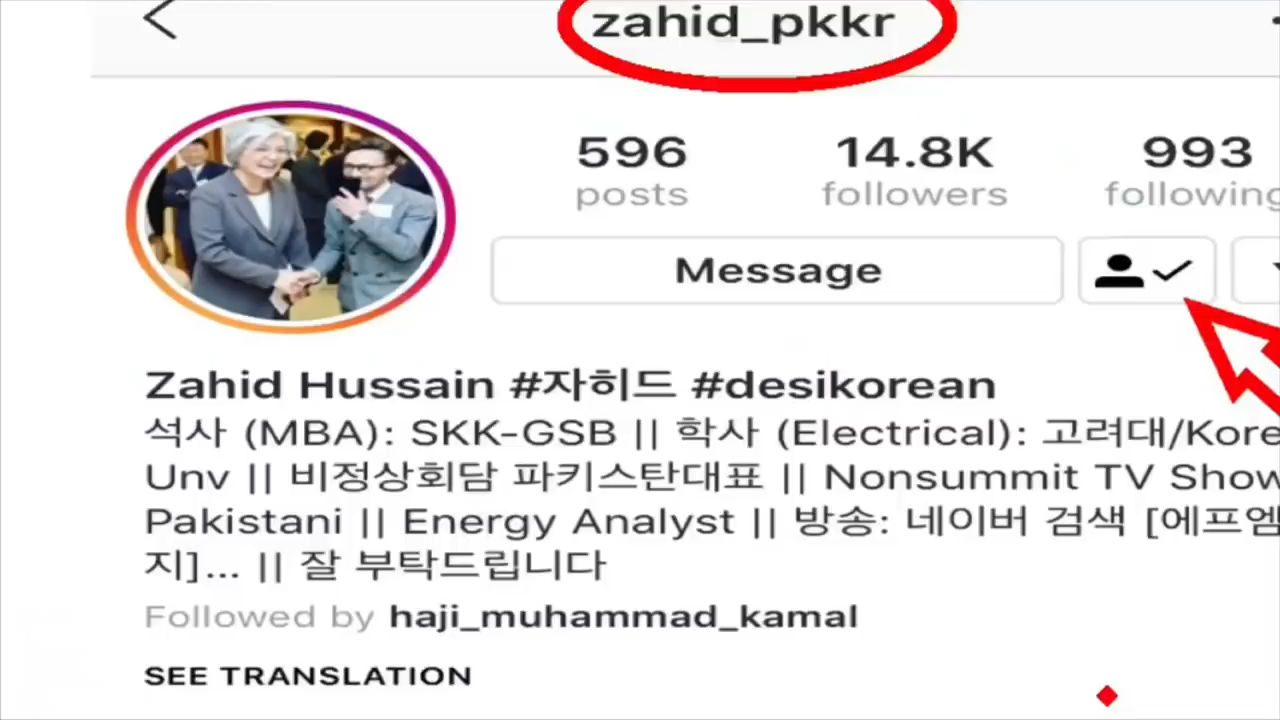 zahid_pkkr
596 14.8K 993
posts followers following
Message
Zahid Hussain #자히드 #desikorean
석사 (MBA): SKK-GSB || 학사 (Electrical): 고려대/Kore
Unv || 비정상회담 파키스탄대표 || Nonsummit TV Show
Pakistani || Energy Analyst || 방송: 네이버 검색 [에프엠
지]... || 잘 부탁드립니다
Followed by haji_muhammad_kamal
SEE TRANSLATION